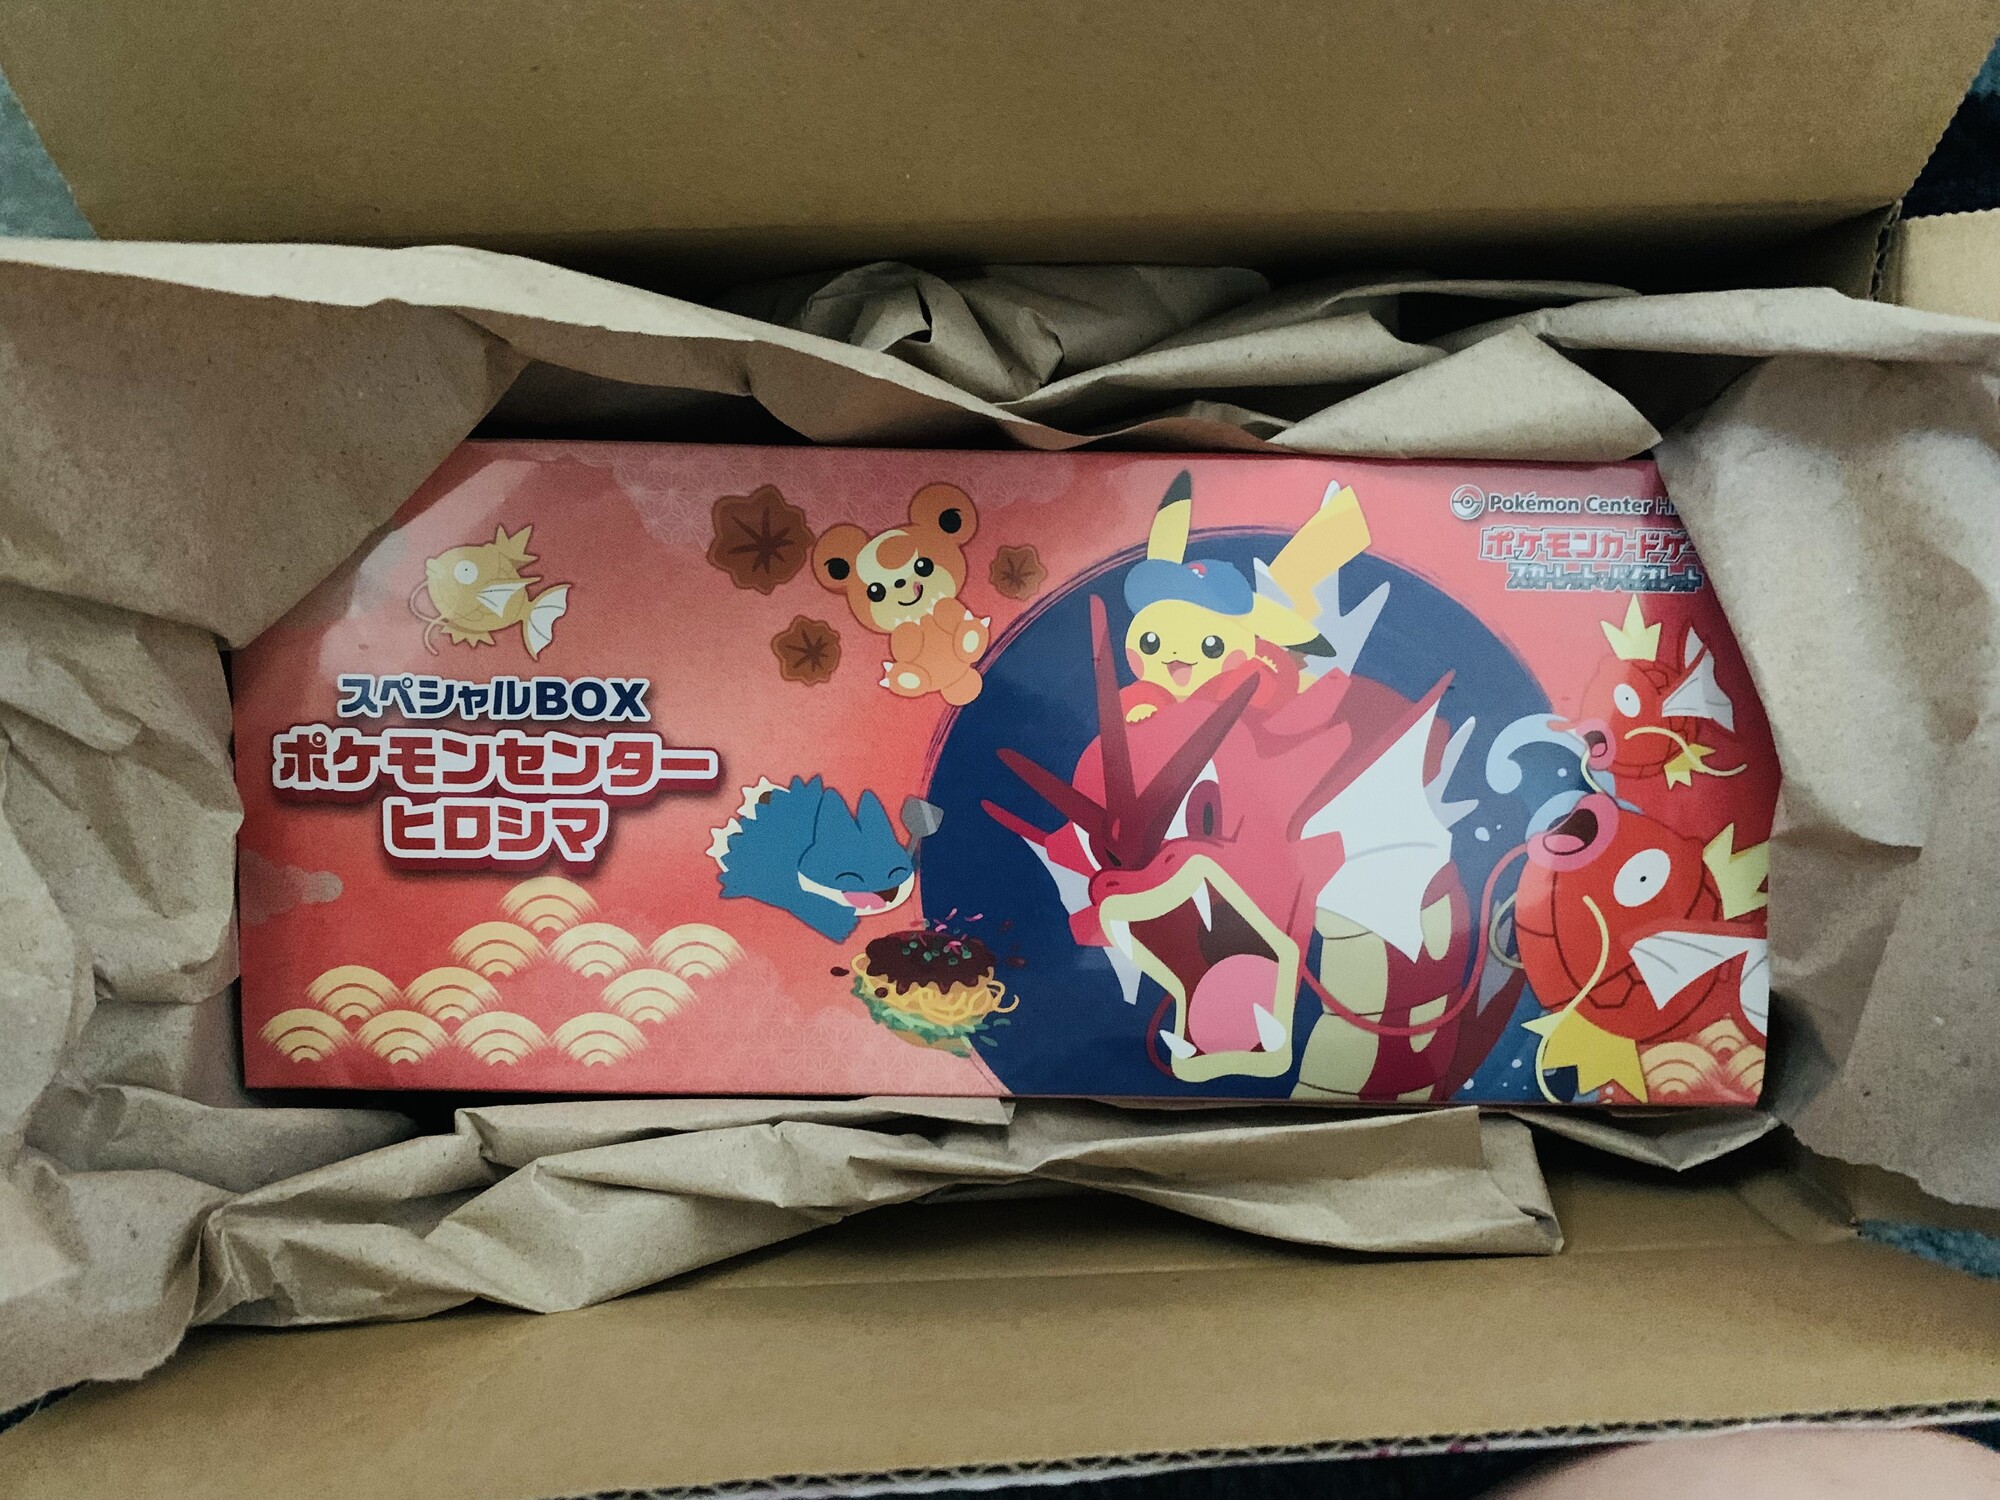 スペシャルBOX
ポケモンセンター
ヒロシマ
Pokémon Center
ポケモンカードゲー
スカーレット&バイオレット